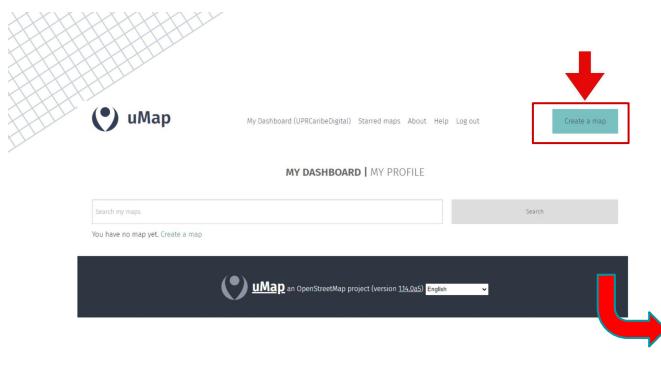 uMap
My Dashboard (UPRCaribeDigital) Starred maps About Help Log out
Create a map
MY DASHBOARD | MY PROFILE
Search my maps
Search
You have no map yet. Create a map
uMap an OpenStreetMap project (version 1.14.0a5) English